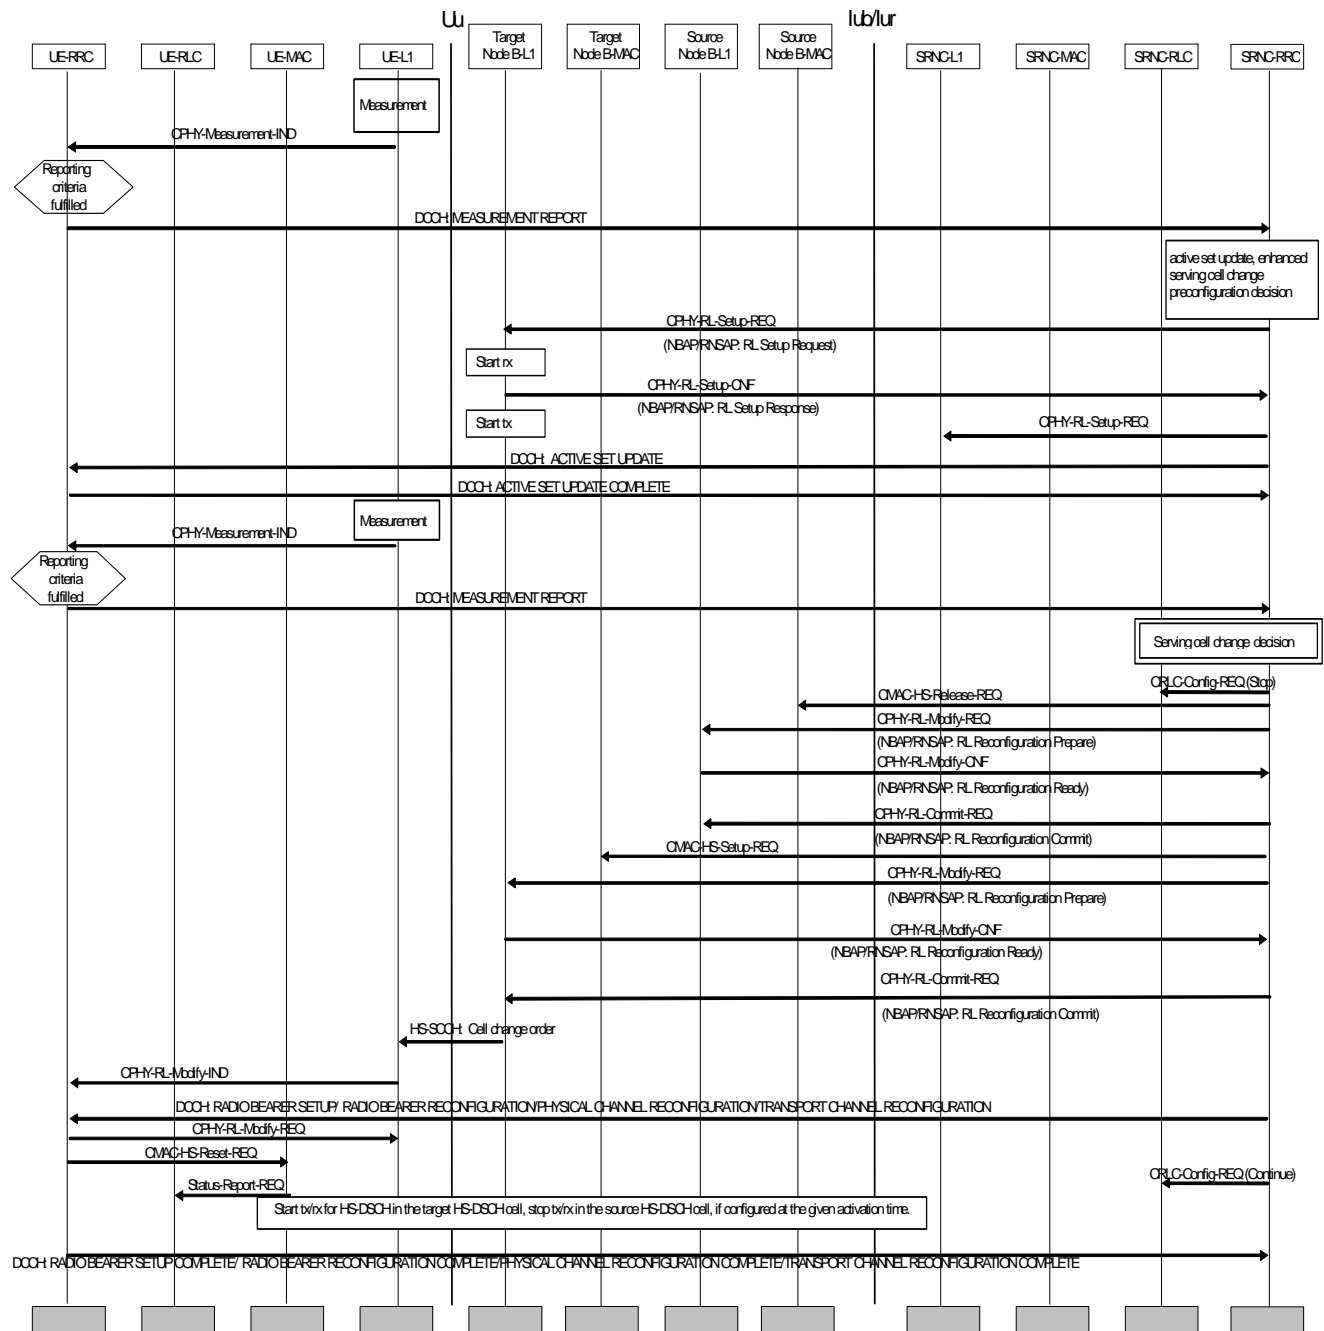 Uu
Iub/Iur
UE-RRC
UE-RLC
UE-MAC
UE-L1
Target
Node B-L1
Target
Node B-MAC
Source
Node B-L1
Source
Node B-MAC
SRNC-L1
SRNC-MAC
SRNC-RLC
SRNC-RRC
Measurement
CPHY-Measurement-IND
Reporting
criteria
fulfilled
DCCH: MEASUREMENT REPORT
active set update, enhanced
serving cell change
preconfiguration decision
CPHY-RL-Setup-REQ
(NBAP/RNSAP: RL Setup Request)
Start rx
CPHY-RL-Setup-CNF
(NBAP/RNSAP: RL Setup Response)
Start tx
CPHY-RL-Setup-REQ
DCCH: ACTIVE SET UPDATE
DCCH: ACTIVE SET UPDATE COMPLETE
Measurement
CPHY-Measurement-IND
Reporting
criteria
fulfilled
DCCH: MEASUREMENT REPORT
Serving cell change decision
CRLC-Config-REQ (Stop)
CMAC-HS-Release-REQ
CPHY-RL-Modify-REQ
(NBAP/RNSAP: RL Reconfiguration Prepare)
CPHY-RL-Modify-CNF
(NBAP/RNSAP: RL Reconfiguration Ready)
CPHY-RL-Commit-REQ
(NBAP/RNSAP: RL Reconfiguration Commit)
CMAC-HS-Setup-REQ
CPHY-RL-Modify-REQ
(NBAP/RNSAP: RL Reconfiguration Prepare)
CPHY-RL-Modify-CNF
(NBAP/RNSAP: RL Reconfiguration Ready)
CPHY-RL-Commit-REQ
(NBAP/RNSAP: RL Reconfiguration Commit)
HS-SCCH: Cell change order
CPHY-RL-Modify-IND
DCCH: RADIO BEARER SETUP/ RADIO BEARER RECONFIGURATION/PHYSICAL CHANNEL RECONFIGURATION/TRANSPORT CHANNEL RECONFIGURATION
CPHY-RL-Modify-REQ
CMAC-HS-Reset-REQ
CRLC-Config-REQ (Continue)
Status-Report-REQ
Start tx/rx for HS-DSCH in the target HS-DSCH cell, stop tx/rx in the source HS-DSCH cell, if configured at the given activation time.
DCCH: RADIO BEARER SETUP COMPLETE/ RADIO BEARER RECONFIGURATION COMPLETE/PHYSICAL CHANNEL RECONFIGURATION COMPLETE/TRANSPORT CHANNEL RECONFIGURATION COMPLETE